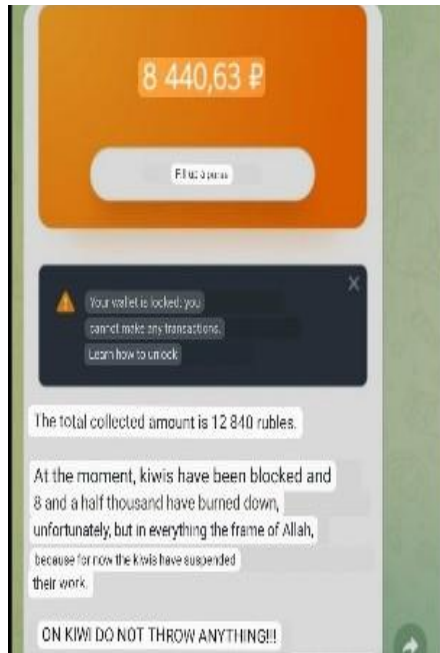 8 440,63 ₽
Fill up a purse
Your wallet is locked: you
cannot make any transactions.
Learn how to unlock
The total collected amount is 12 840 rubles.
At the moment, kiwis have been blocked and
8 and a half thousand have burned down,
unfortunately, but in everything the frame of Allah,
because for now the kiwis have suspended
their work.
ON KIWI DO NOT THROW ANYTHING!!!